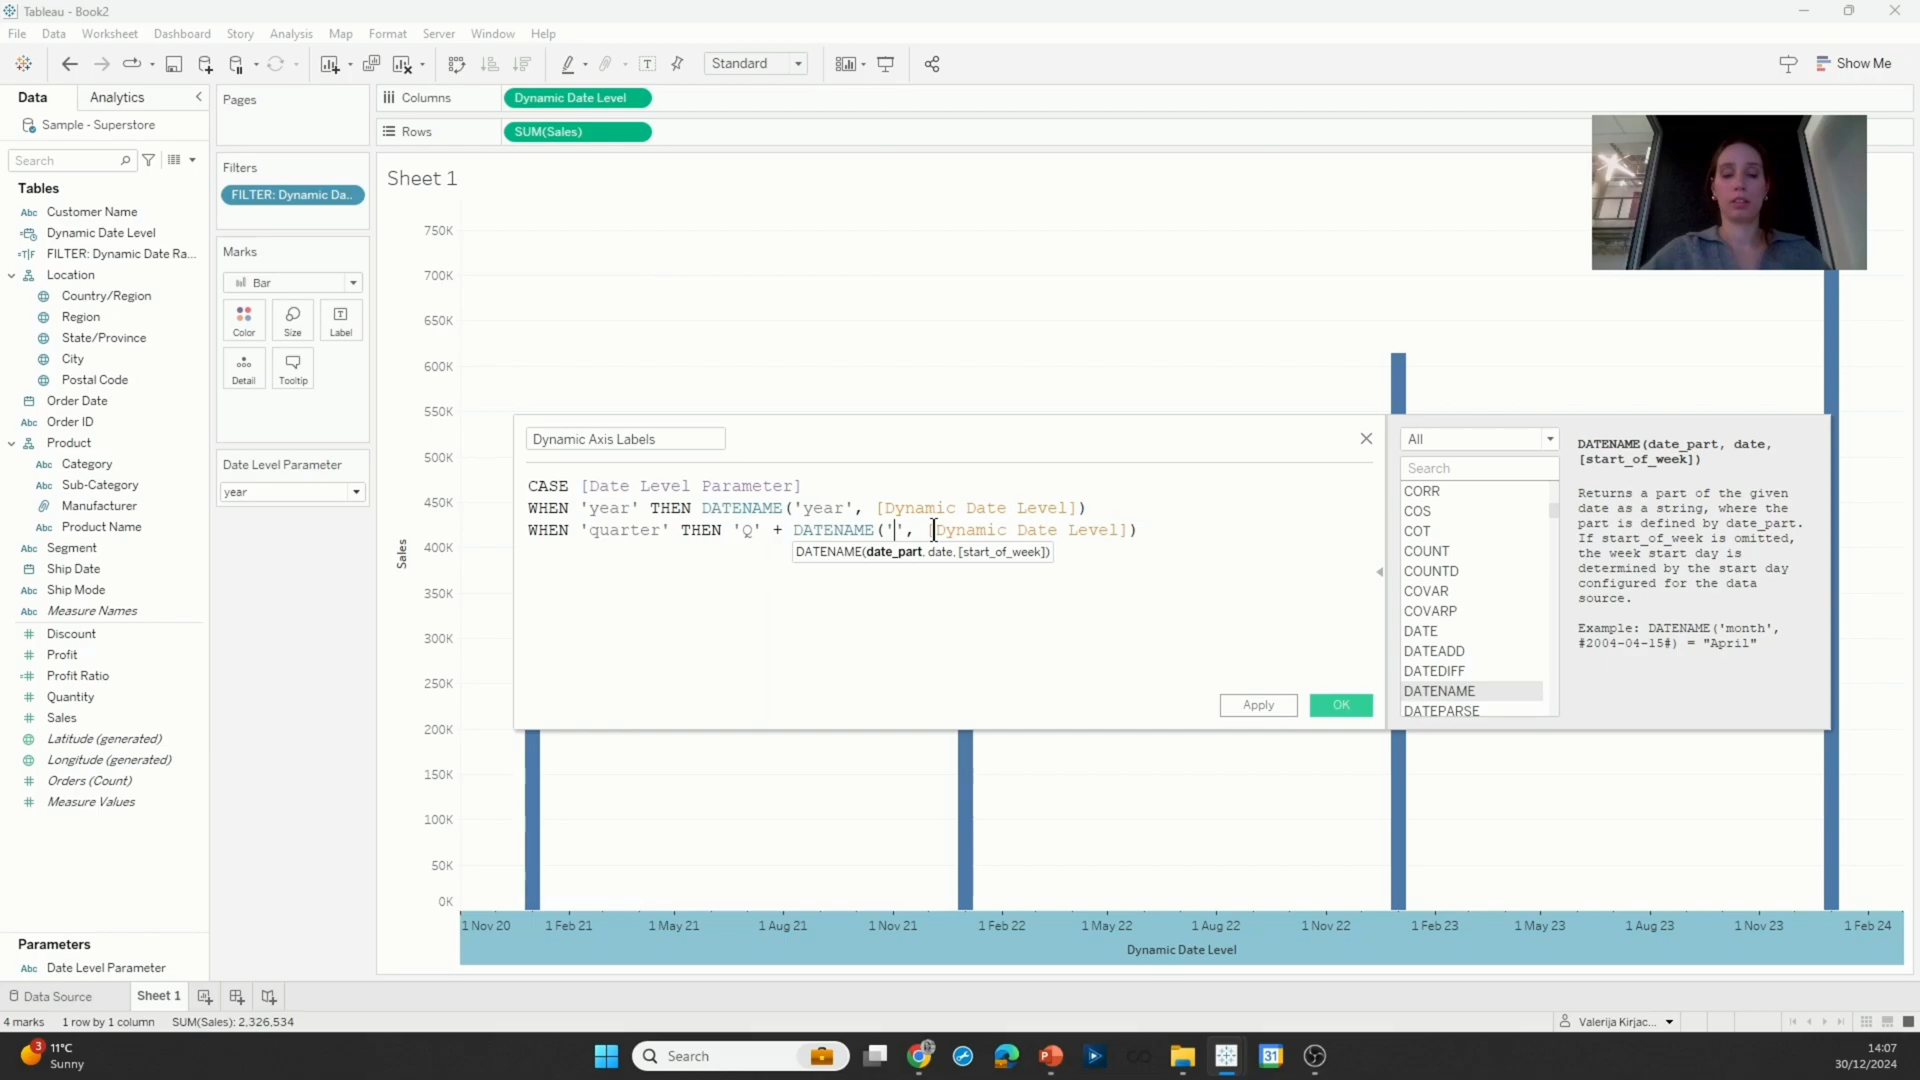 Tableau - Book2
File Data Worksheet Dashboard Story Analysis Map Format Server Window Help
Standard
Show Me
Data Analytics
Sample - Superstore
Search
Tables
Abc Customer Name
Dynamic Date Level
=T|F FILTER: Dynamic Date Ra...
Location
Country/Region
Region
State/Province
City
Postal Code
Order Date
Abc Order ID
Product
Abc Category
Abc Sub-Category
Manufacturer
Abc Product Name
Abc Segment
Ship Date
Abc Ship Mode
Abc Measure Names
# Discount
# Profit
=# Profit Ratio
# Quantity
# Sales
Latitude (generated)
Longitude (generated)
# Orders (Count)
# Measure Values
Parameters
Abc Date Level Parameter
Pages
Filters
FILTER: Dynamic Da..
Marks
Bar
Color Size Label
Detail Tooltip
Date Level Parameter
year
Columns Dynamic Date Level
Rows SUM(Sales)
Sheet 1
750K
700K
650K
600K
550K
500K
450K
400K
350K
300K
250K
200K
150K
100K
50K
0K
Sales
1 Nov 20 1 Feb 21 1 May 21 1 Aug 21 1 Nov 21 1 Feb 22 1 May 22 1 Aug 22 1 Nov 22 1 Feb 23 1 May 23 1 Aug 23 1 Nov 23 1 Feb 24
Dynamic Date Level
Dynamic Axis Labels
CASE [Date Level Parameter]
WHEN 'year' THEN DATENAME('year', [Dynamic Date Level])
WHEN 'quarter' THEN 'Q' + DATENAME('', [Dynamic Date Level])
DATENAME(date_part, date, [start_of_week])
Apply OK
All
Search
CORR
COS
COT
COUNT
COUNTD
COVAR
COVARP
DATE
DATEADD
DATEDIFF
DATENAME
DATEPARSE
DATENAME(date_part, date,
[start_of_week])
Returns a part of the given
date as a string, where the
part is defined by date_part.
If start_of_week is omitted,
the week start day is
determined by the start day
configured for the data
source.
Example: DATENAME('month',
#2004-04-15#) = "April"
Data Source Sheet 1
4 marks 1 row by 1 column SUM(Sales): 2,326,534
Valerija Kirjac...
3
11°C
Sunny
Search
31
14:07
30/12/2024